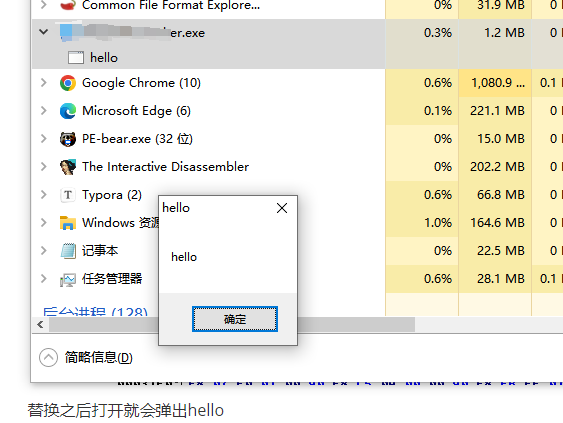 Common File Format Explore... 0% 31.9 MB 0
ker.exe 0.3% 1.2 MB 0
hello
Google Chrome (10) 0.6% 1,080.9 ... 0.1
Microsoft Edge (6) 0.1% 221.1 MB 0
PE-bear.exe (32 位) 0% 15.0 MB 0
The Interactive Disassembler 0% 202.2 MB 0
Typora (2) 0.6% 66.8 MB 0
Windows 资源 1.0% 164.6 MB 0
记事本 0% 22.5 MB 0
任务管理器 0.6% 28.1 MB 0.1
后台进程 (128)
hello
hello
确定
简略信息(D)
替换之后打开就会弹出hello